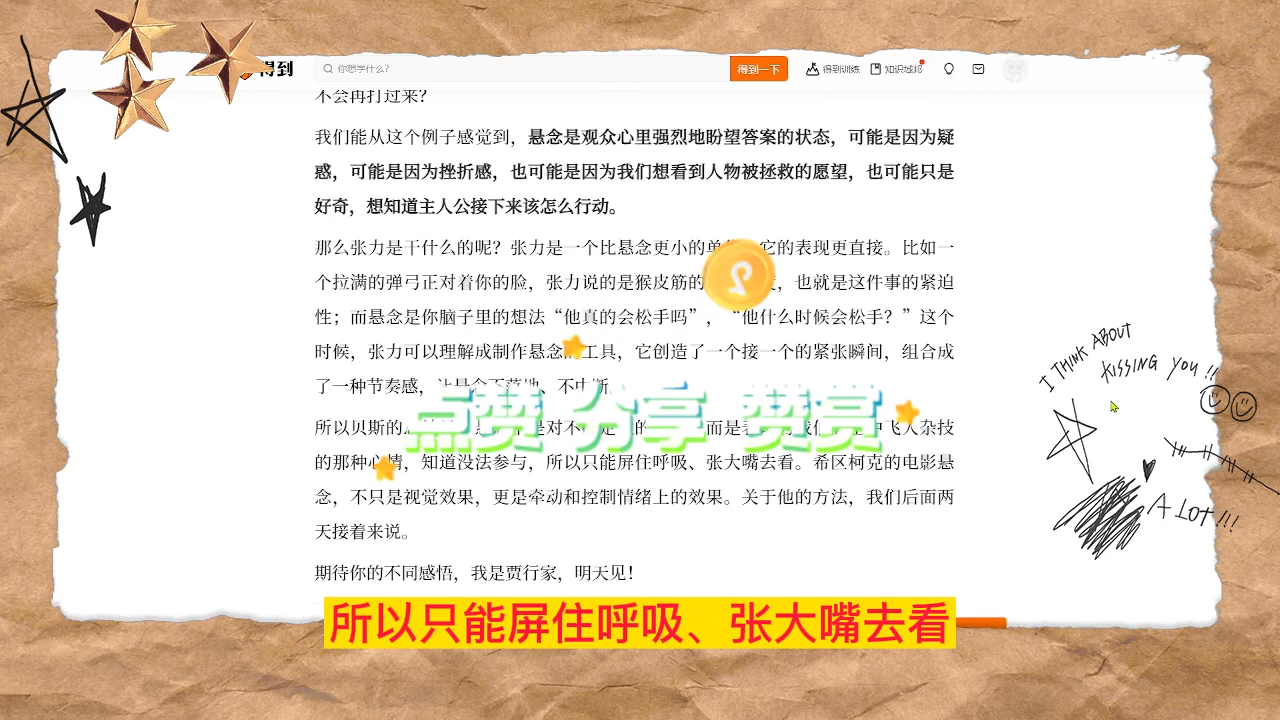 得到
你想学什么?
得到一下
得到训练
知识城邦
不会再打过来?
我们能从这个例子感觉到，悬念是观众心里强烈地盼望答案的状态，可能是因为疑
惑，可能是因为挫折感，也可能是因为我们想看到人物被拯救的愿望，也可能只是
好奇，想知道主人公接下来该怎么行动。
那么张力是干什么的呢？张力是一个比悬念更小的单 它的表现更直接。比如一
个拉满的弹弓正对着你的脸，张力说的是猴皮筋的 ，也就是这件事的紧迫
性；而悬念是你脑子里的想法“他真的会松手吗”，“他什么时候会松手？”这个
时候，张力可以理解成制作悬念 工具，它创造了一个接一个的紧张瞬间，组合成
了一种节奏感， 、不中断
点赞 分享 赞赏
所以贝斯的 是对不 的 而是 飞人杂技
的那种心情，知道没法参与，所以只能屏住呼吸、张大嘴去看。希区柯克的电影悬
念，不只是视觉效果，更是牵动和控制情绪上的效果。关于他的方法，我们后面两
天接着来说。
期待你的不同感悟，我是贾行家，明天见！
所以只能屏住呼吸、张大嘴去看
I THINK ABOUT
KISSING YOU !!
A LOT !!!